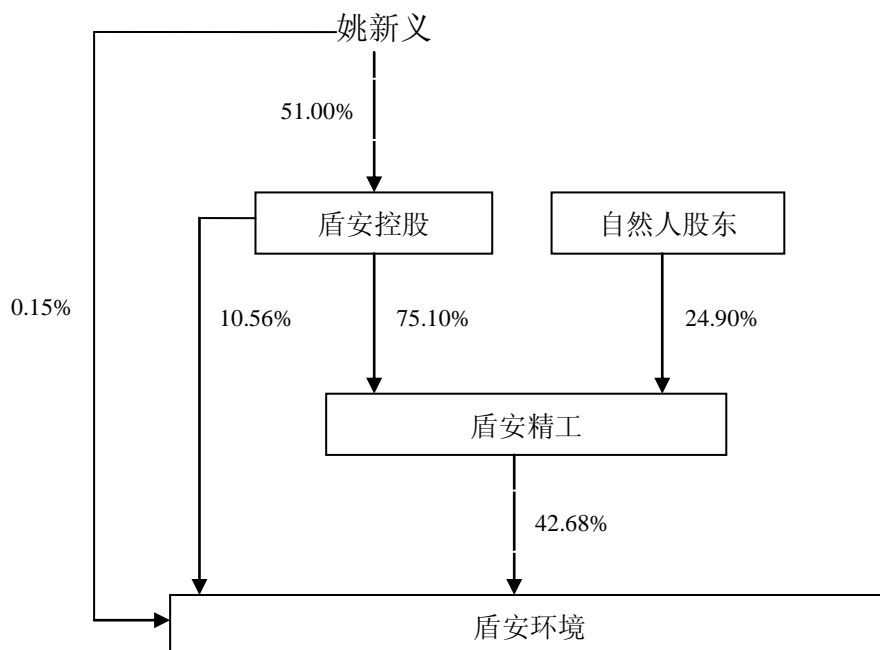 姚新义
51.00%
盾安控股
自然人股东
0.15%
10.56%
75.10%
24.90%
盾安精工
42.68%
盾安环境